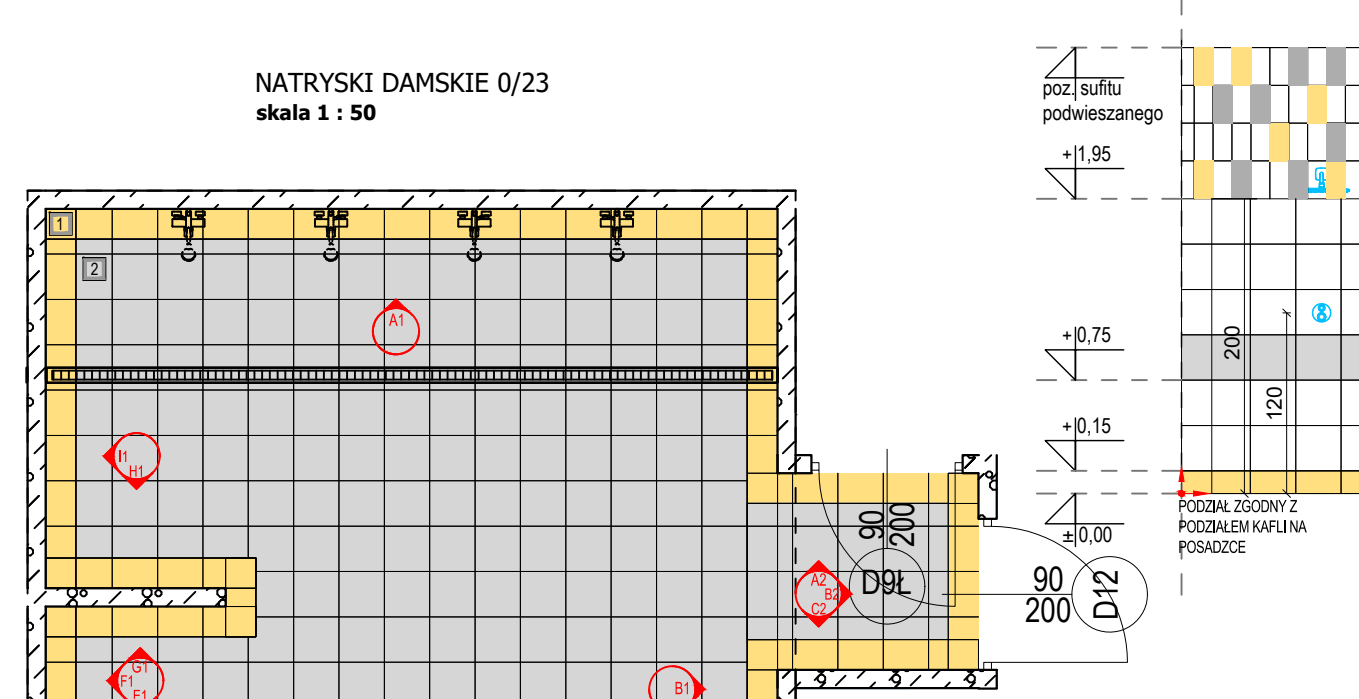 NATRYSKI DAMSKIE 0/23
skala 1 : 50
poz. sufitu
podwieszanego
+1,95
+0,75
+0,15
±0,00
200
120
PODZIAŁ ZGODNY Z
PODZIAŁEM KAFLI NA
POSADZCE
1
2
A1
I1
H1
90
200
D9Ł
A2
B2
C2
90
200
D12
G1
F1
E1
B1